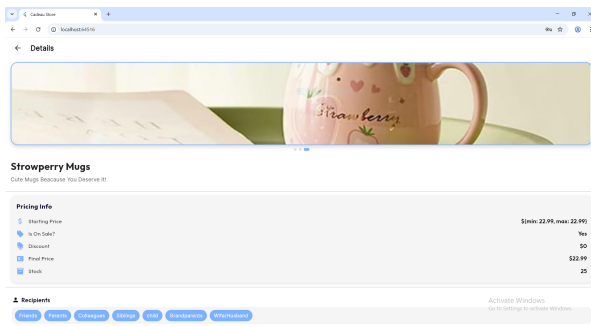 Cadeau Store
localhost:61516
Details
Strawberry
Strowperry Mugs
Cute Mugs Beacause You Deserve It!
Pricing Info
Starting Price $(min: 22.99, max: 22.99)
Is On Sale? Yes
Discount $0
Final Price $22.99
Stock 25
Recipients
Friends Parents Colleagues Siblings child Grandparents Wife/Husband
Activate Windows
Go to Settings to activate Windows.